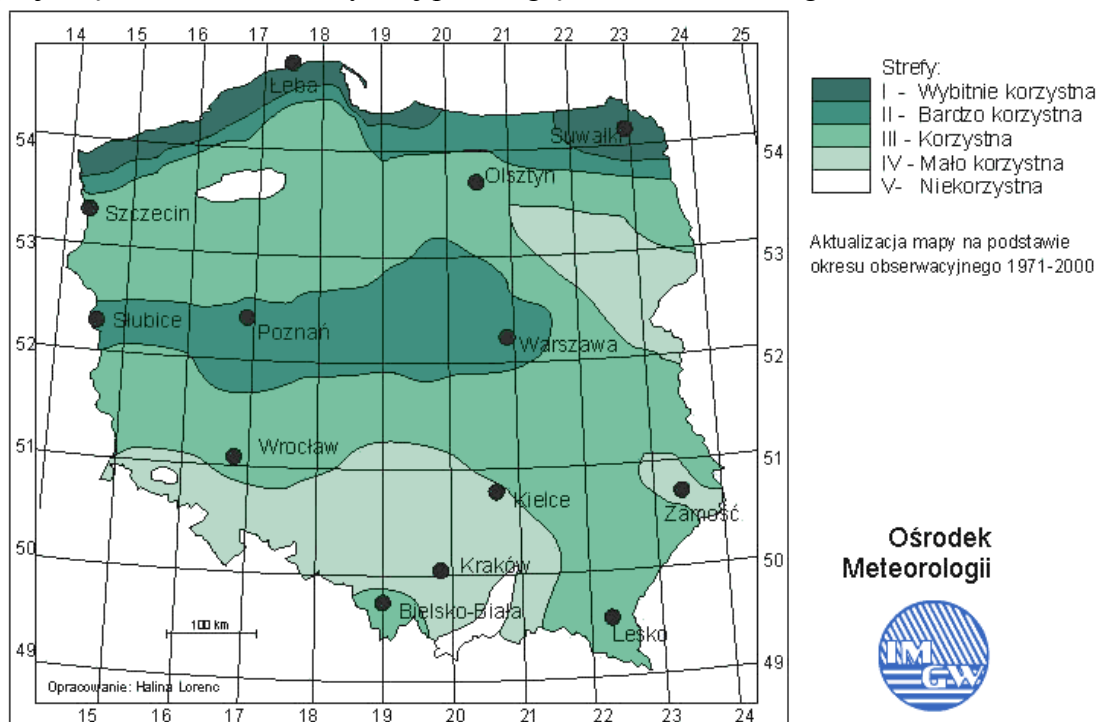 14 15 16 17 18 19 20 21 22 23 24 25
Łeba
54
Suwałki
54
Olsztyn
Szczecin
53
53
Słubice
Poznań
Warszawa
52
52
51
Wrocław
51
Kielce
Zamość
50
Kraków
50
Bielsko-Biała
Lesko
100 km
49
49
Opracowanie: Halina Lorenc
15 16 17 18 19 20 21 22 23 24
Strefy:
I - Wybitnie korzystna
II - Bardzo korzystna
III - Korzystna
IV - Mało korzystna
V- Niekorzystna
Aktualizacja mapy na podstawie
okresu obserwacyjnego 1971-2000
Ośrodek
Meteorologii
IM
GW